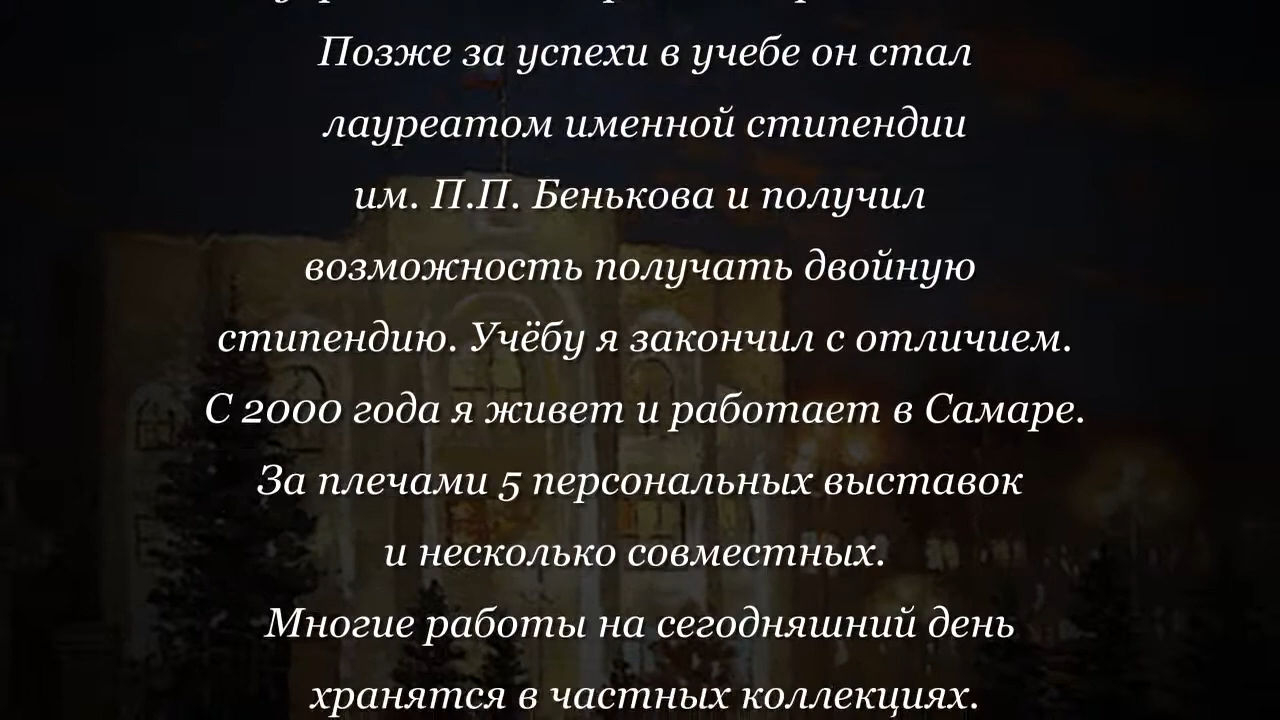 Позже за успехи в учебе он стал
лауреатом именной стипендии
им. П.П. Бенькова и получил
возможность получать двойную
стипендию. Учёбу я закончил с отличием.
С 2000 года я живет и работает в Самаре.
За плечами 5 персональных выставок
и несколько совместных.
Многие работы на сегодняшний день
хранятся в частных коллекциях.